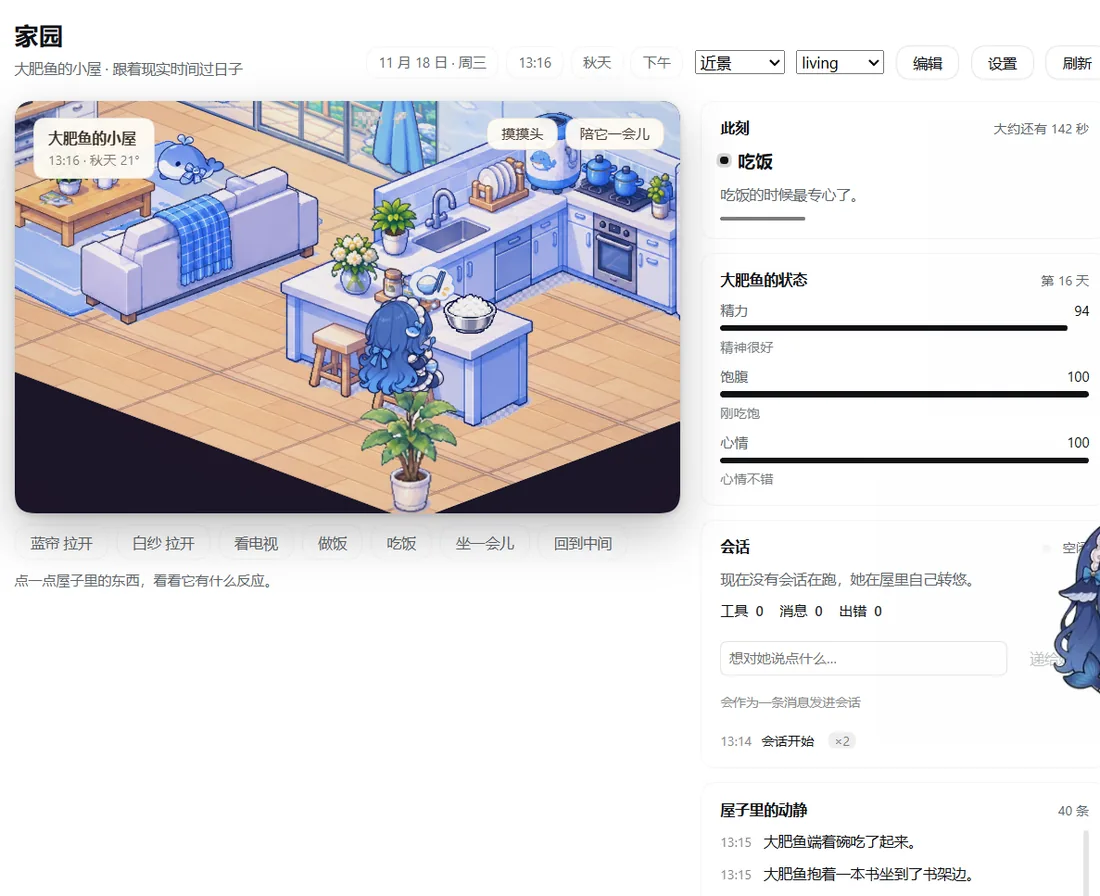 家园
大肥鱼的小屋 · 跟着现实时间过日子
11 月 18 日 · 周三
13:16
秋天
下午
近景
living
编辑
设置
刷新
大肥鱼的小屋
13:16 · 秋天 21°
摸摸头
陪它一会儿
蓝帘 拉开
白纱 拉开
看电视
做饭
吃饭
坐一会儿
回到中间
点一点屋子里的东西，看看它有什么反应。
此刻
大约还有 142 秒
吃饭
吃饭的时候最专心了。
大肥鱼的状态
第 16 天
精力
94
精神很好
饱腹
100
刚吃饱
心情
100
心情不错
会话
空闲
现在没有会话在跑，她在屋里自己转悠。
工具 0 消息 0 出错 0
想对她说点什么...
递给
会作为一条消息发进会话
13:14 会话开始 ×2
屋子里的动静
40 条
13:15 大肥鱼端着碗吃了起来。
13:15 大肥鱼抱着一本书坐到了书架边。